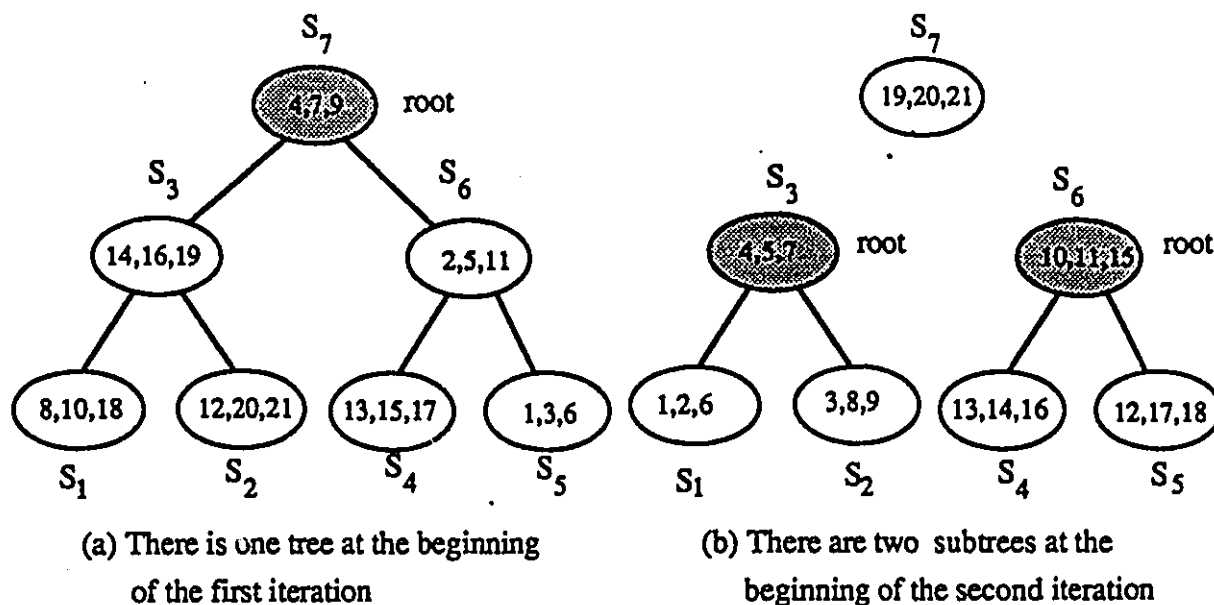 S7
4,7,9 root
S3 S6
14,16,19 2,5,11
8,10,18 12,20,21 13,15,17 1,3,6
S1 S2 S4 S5
(a) There is one tree at the beginning
of the first iteration
S7
19,20,21
S3 S6
4,5,7 root 10,11,15 root
1,2,6 3,8,9 13,14,16 12,17,18
S1 S2 S4 S5
(b) There are two subtrees at the
beginning of the second iteration